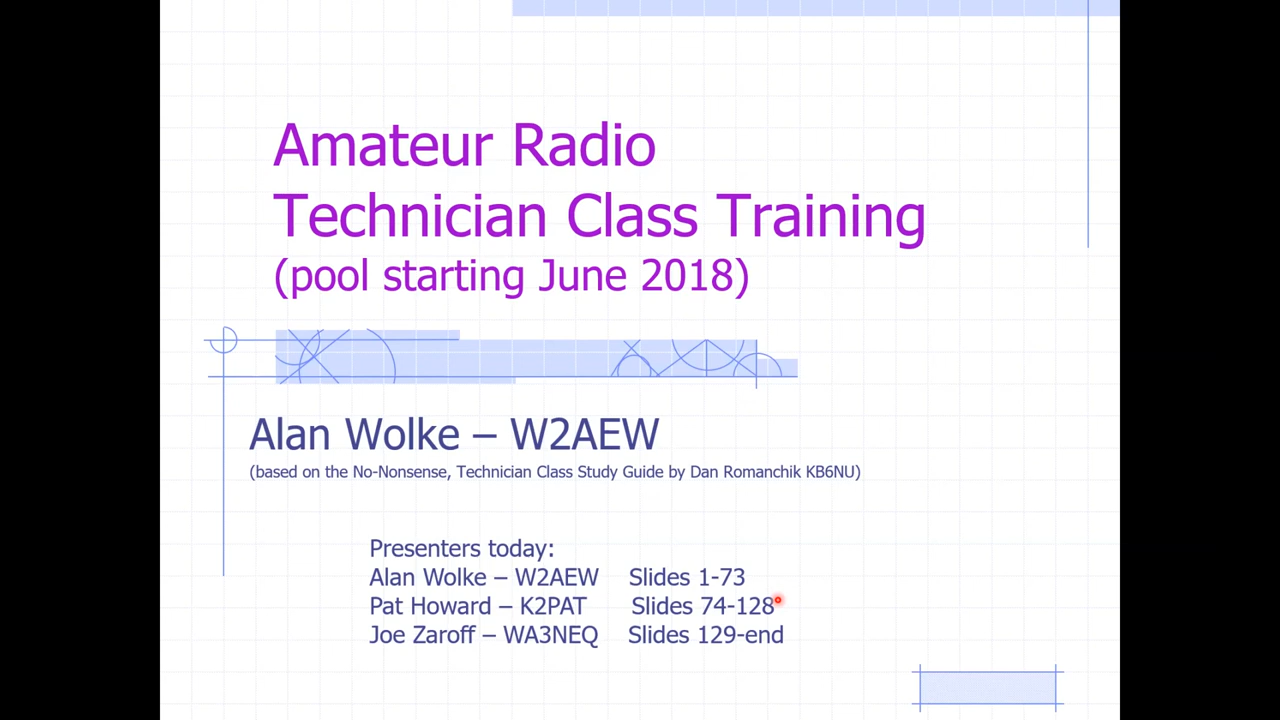 Amateur Radio
Technician Class Training
(pool starting June 2018)
Alan Wolke – W2AEW
(based on the No-Nonsense, Technician Class Study Guide by Dan Romanchik KB6NU)
Presenters today:
Alan Wolke – W2AEW Slides 1-73
Pat Howard – K2PAT Slides 74-128
Joe Zaroff – WA3NEQ Slides 129-end